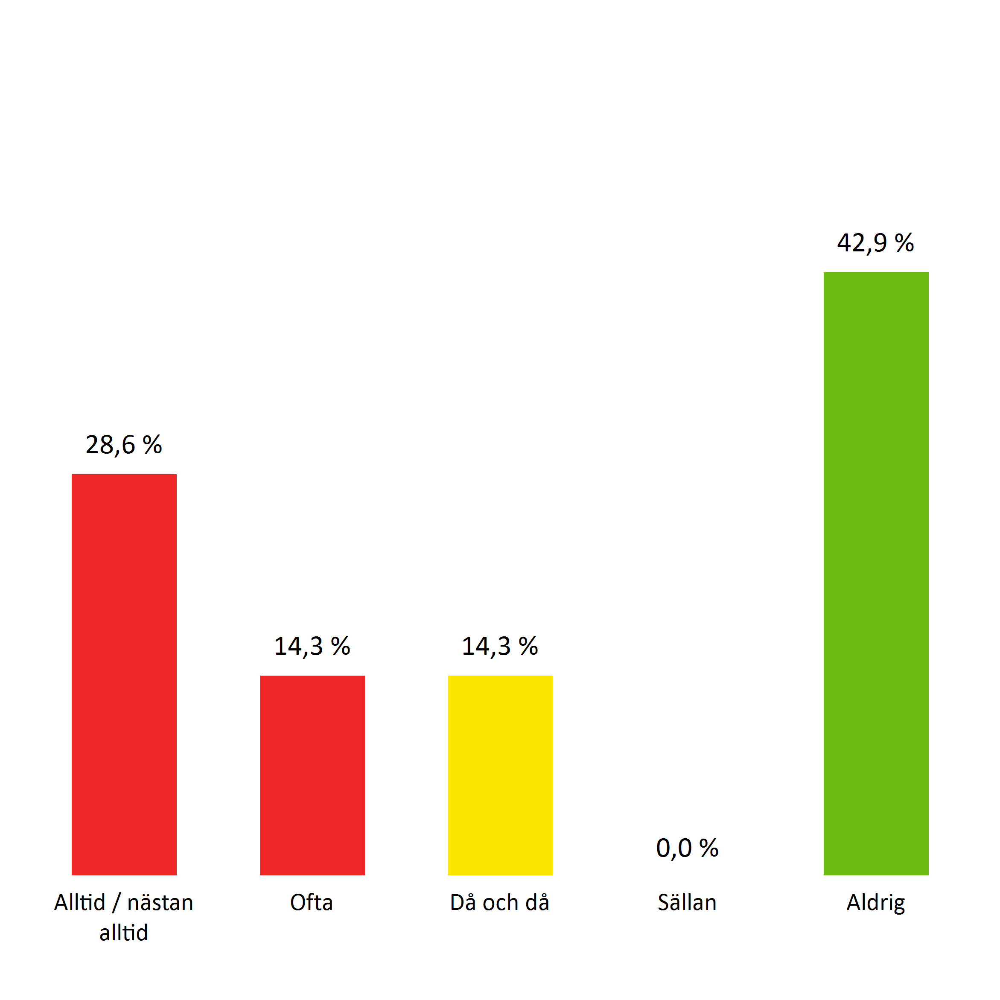 42,9 %
28,6 %
14,3 %
14,3 %
0,0 %
Alltid / nästan
alltid
Ofta
Då och då
Sällan
Aldrig